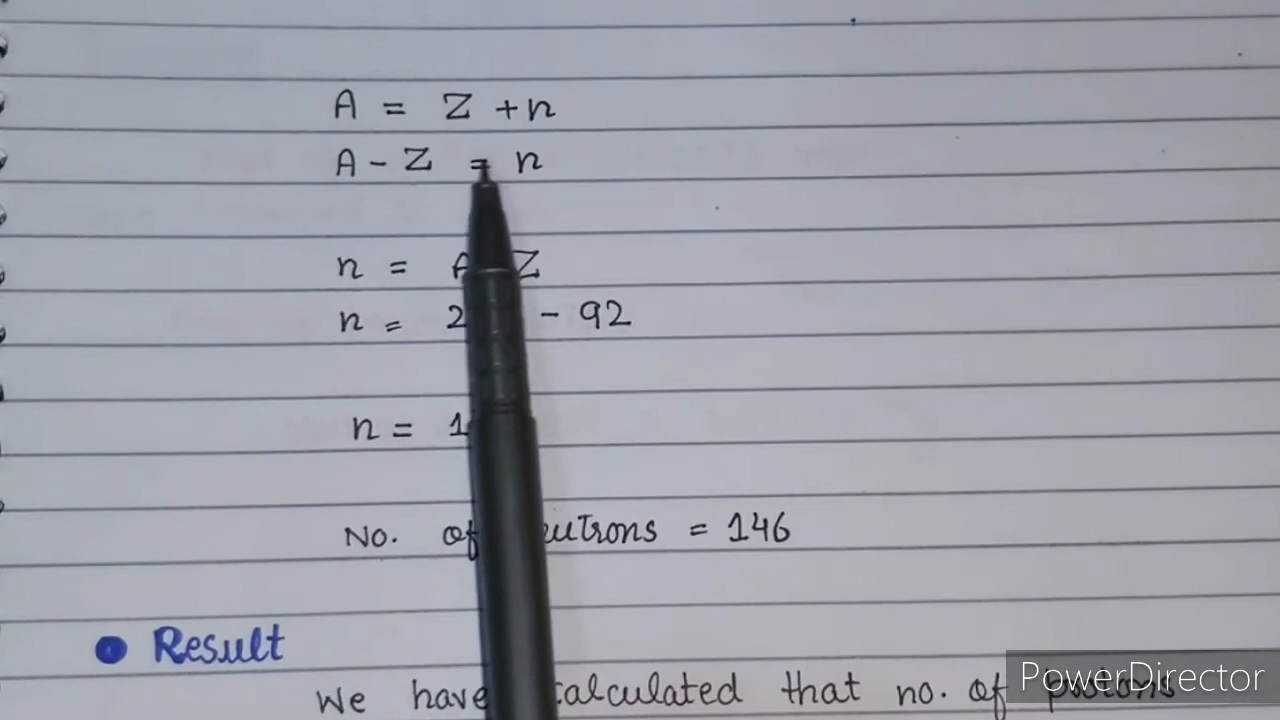 A = Z + n
A - Z = n
n = A Z
n = 2 - 92
n = 1
No. of utrons = 146
Result
We have calculated that no. of
PowerDirector